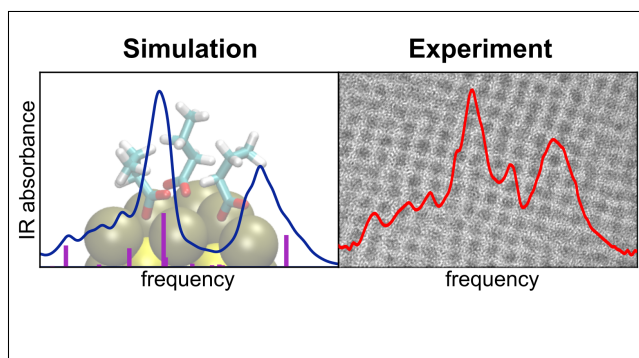 Simulation
Experiment
IR absorbance
frequency
frequency